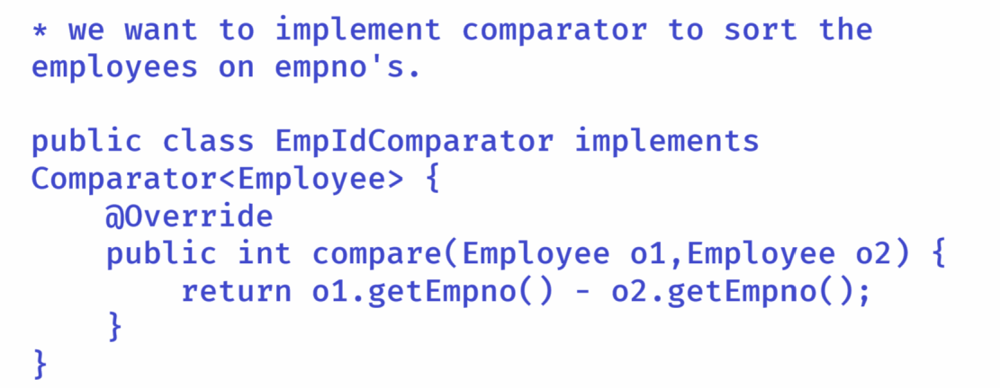 * we want to implement comparator to sort the
employees on empno's.
public class EmpIdComparator implements
Comparator<Employee> {
    @Override
    public int compare(Employee o1,Employee o2) {
        return o1.getEmpno() - o2.getEmpno();
    }
}